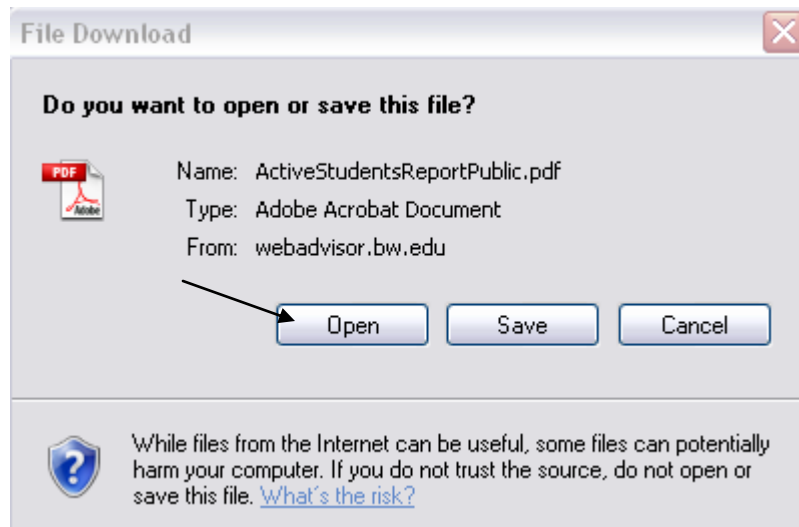 File Download
Do you want to open or save this file?
PDF
Adobe
Name: ActiveStudentsReportPublic.pdf
Type: Adobe Acrobat Document
From: webadvisor.bw.edu
Open Save Cancel
While files from the Internet can be useful, some files can potentially
harm your computer. If you do not trust the source, do not open or
save this file. What's the risk?